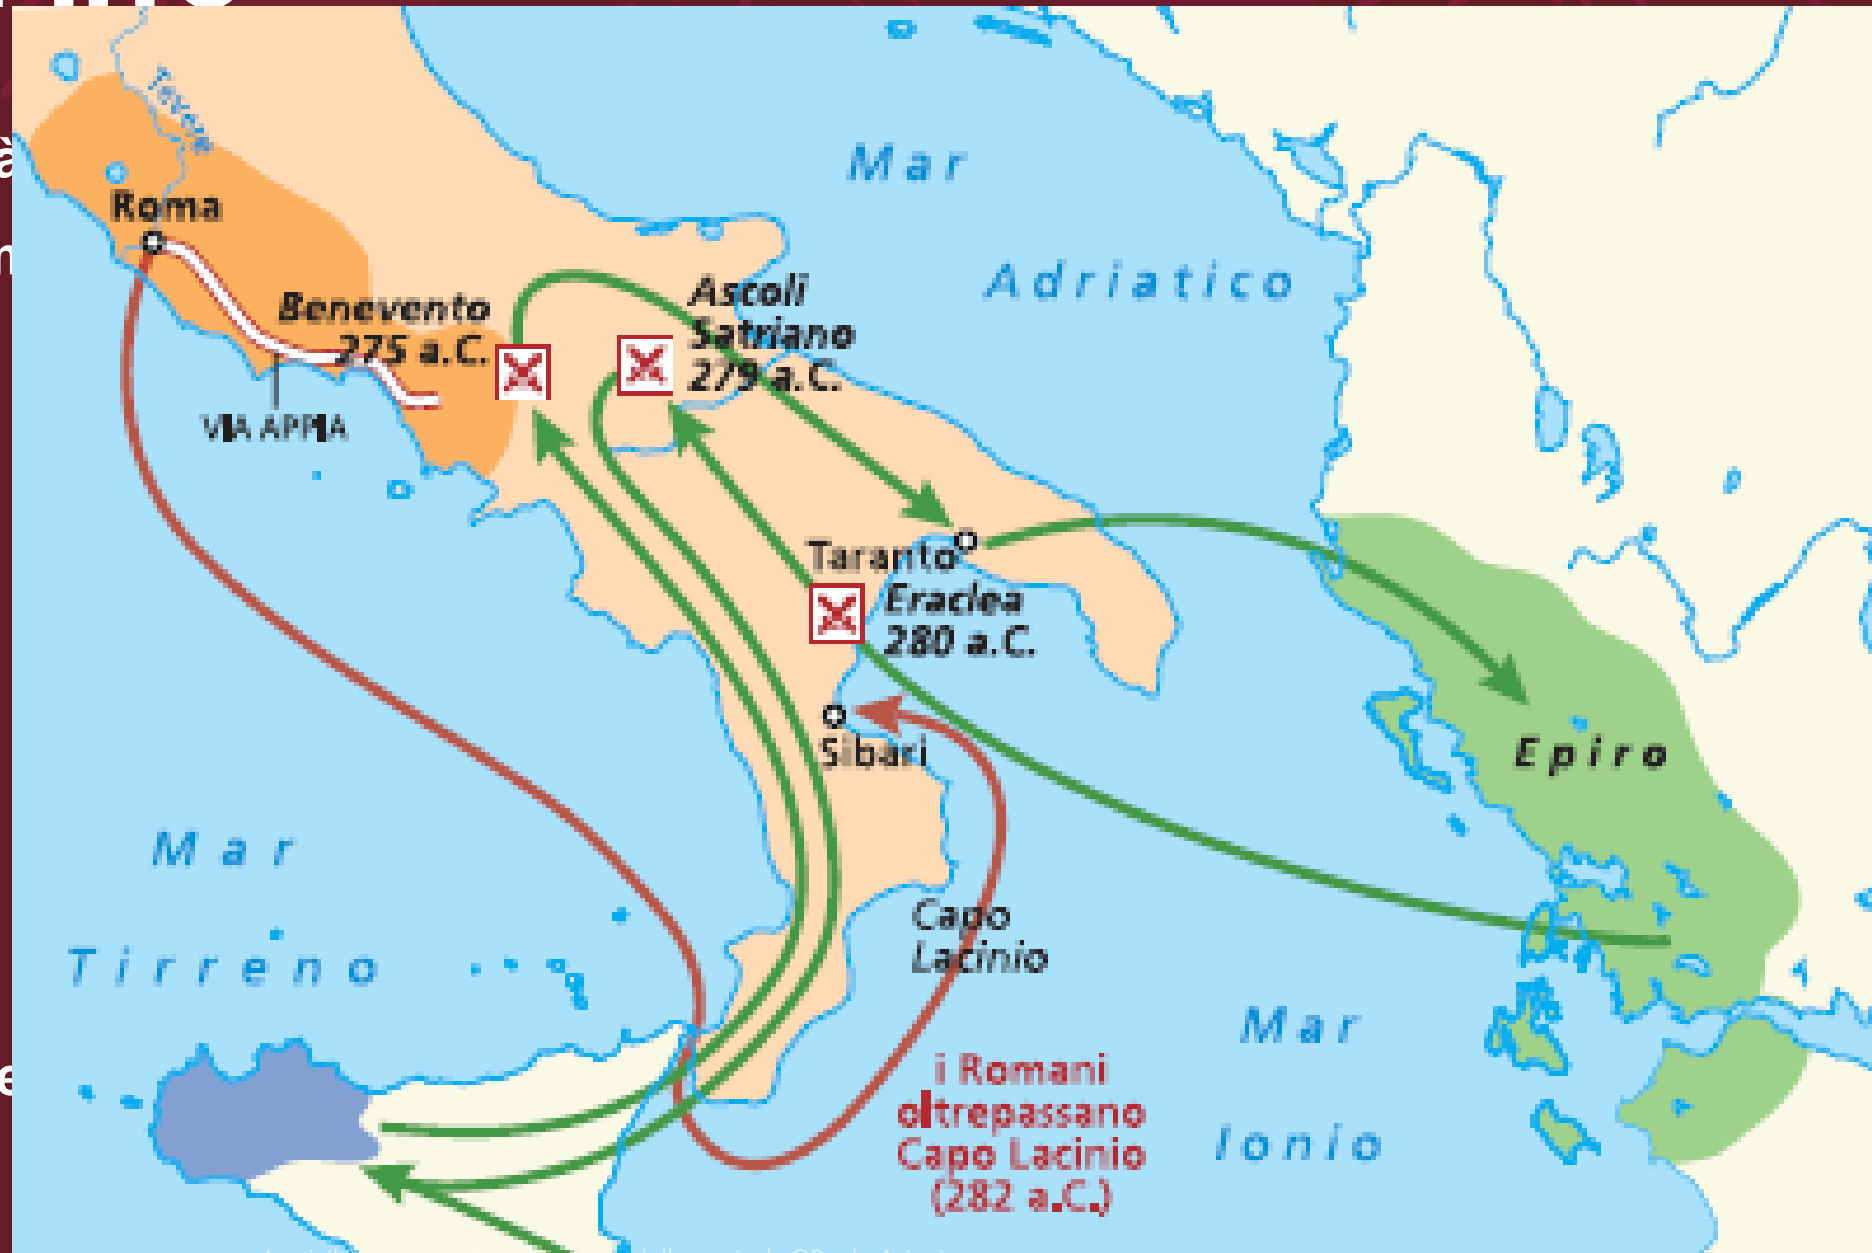 Tevere
Roma
Mar
Adriatico
Benevento
275 a.C.
Ascoli
Satriano
279 a.C.
VIA APPIA
Taranto
Eraclea
280 a.C.
Sibari
Epiro
Mar
Tirreno
Capo
Lacinio
Mar
Ionio
i Romani
oltrepassano
Capo Lacinio
(282 a.C.)